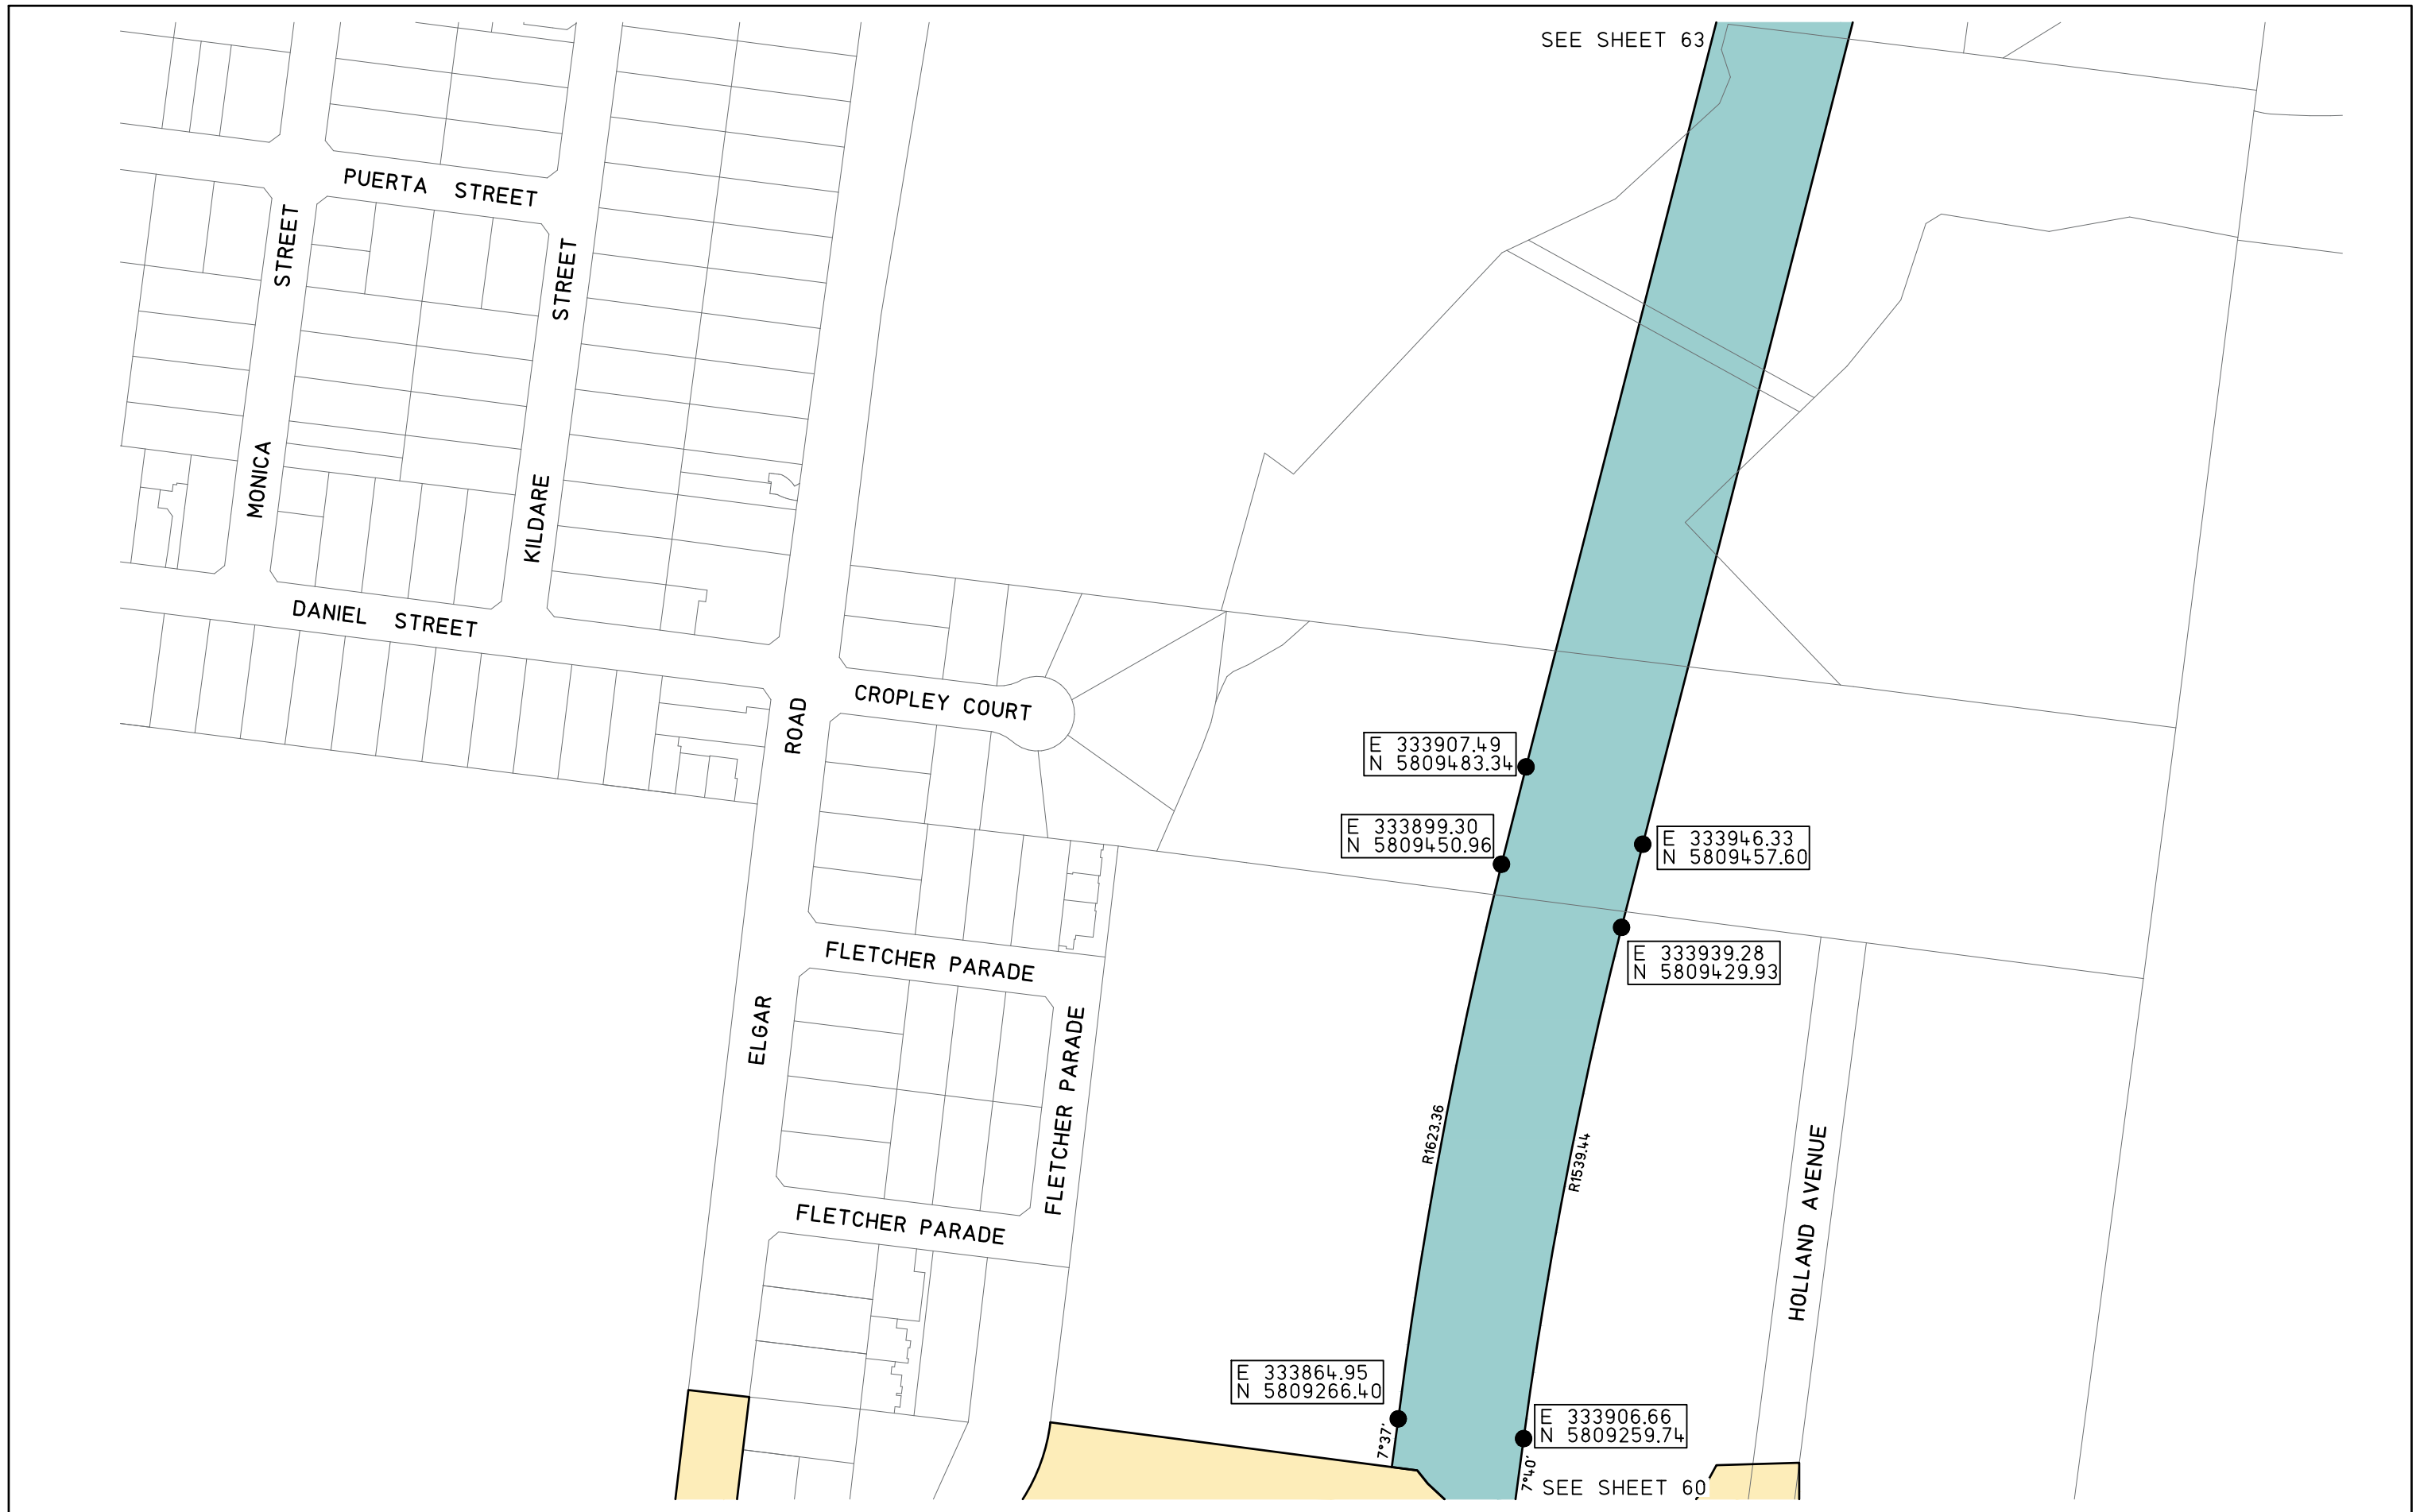 SEE SHEET 63
PUERTA STREET
MONICA STREET
KILDARE STREET
DANIEL STREET
CROPLEY COURT
ELGAR ROAD
E 333907.49
N 5809483.34
E 333899.30
N 5809450.96
E 333946.33
N 5809457.60
E 333939.28
N 5809429.93
FLETCHER PARADE
FLETCHER PARADE
FLETCHER PARADE
R1623.36
R1539.44
HOLLAND AVENUE
E 333864.95
N 5809266.40
E 333906.66
N 5809259.74
7°37'
7°40'
SEE SHEET 60